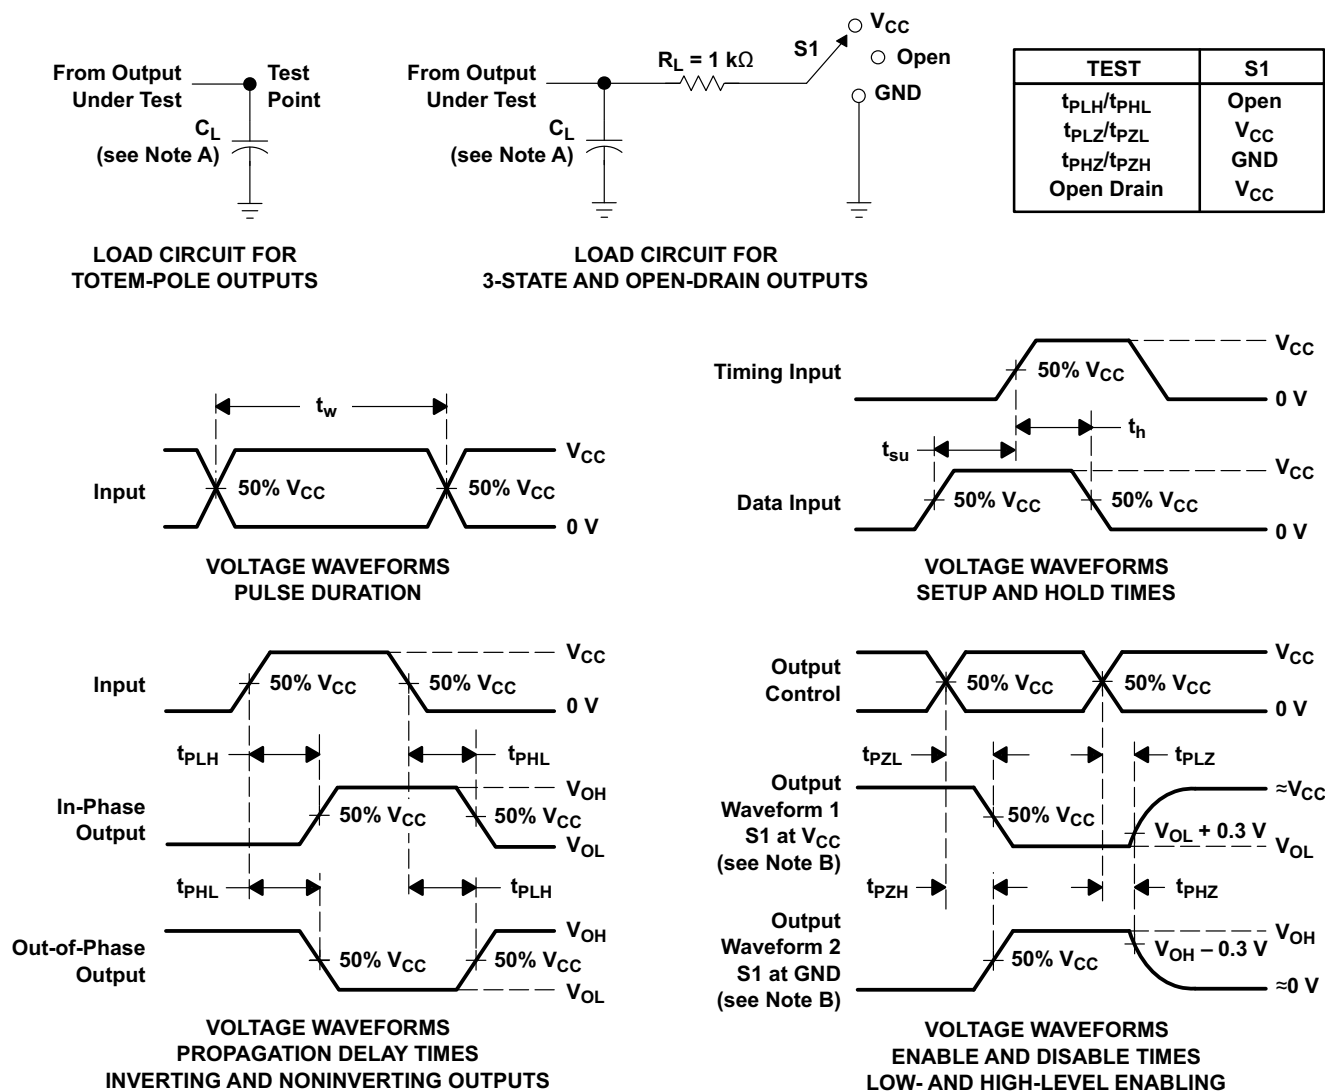 From Output
Under Test
Test
Point
C_L
(see Note A)
LOAD CIRCUIT FOR
TOTEM-POLE OUTPUTS
From Output
Under Test
R_L = 1 kΩ
S1
V_CC
Open
GND
C_L
(see Note A)
LOAD CIRCUIT FOR
3-STATE AND OPEN-DRAIN OUTPUTS
TEST S1
t_PLH/t_PHL Open
t_PLZ/t_PZL V_CC
t_PHZ/t_PZH GND
Open Drain V_CC
t_w
Input
50% V_CC
50% V_CC
V_CC
0 V
VOLTAGE WAVEFORMS
PULSE DURATION
Timing Input
50% V_CC
V_CC
0 V
t_h
t_su
Data Input
50% V_CC
50% V_CC
V_CC
0 V
VOLTAGE WAVEFORMS
SETUP AND HOLD TIMES
Input
50% V_CC
50% V_CC
V_CC
0 V
t_PLH
t_PHL
In-Phase
Output
50% V_CC
50% V_CC
V_OH
V_OL
t_PHL
t_PLH
Out-of-Phase
Output
50% V_CC
50% V_CC
V_OH
V_OL
VOLTAGE WAVEFORMS
PROPAGATION DELAY TIMES
INVERTING AND NONINVERTING OUTPUTS
Output
Control
50% V_CC
50% V_CC
V_CC
0 V
t_PZL
t_PLZ
Output
Waveform 1
S1 at V_CC
(see Note B)
50% V_CC
≈V_CC
V_OL + 0.3 V
V_OL
t_PZH
t_PHZ
Output
Waveform 2
S1 at GND
(see Note B)
50% V_CC
V_OH
V_OH – 0.3 V
≈0 V
VOLTAGE WAVEFORMS
ENABLE AND DISABLE TIMES
LOW- AND HIGH-LEVEL ENABLING